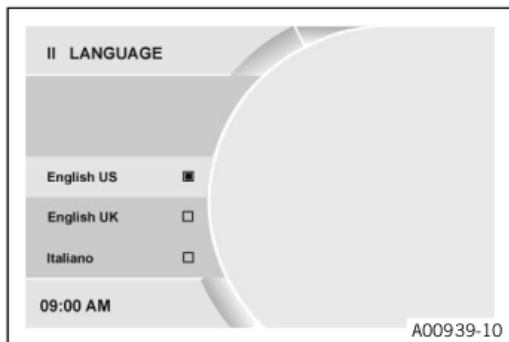 II LANGUAGE
English US
English UK
Italiano
09:00 AM
A00939-10